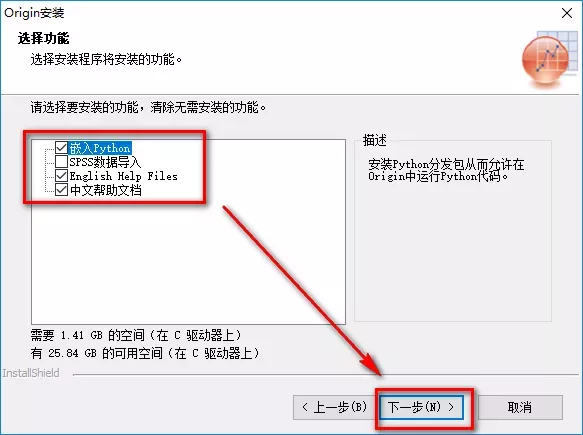 Origin安装
选择功能
选择安装程序将安装的功能。
请选择要安装的功能，清除无需安装的功能。
嵌入Python
SPSS数据导入
English Help Files
中文帮助文档
描述
安装Python分发包从而允许在
Origin中运行Python代码。
需要 1.41 GB 的空间（在 C 驱动器上）
有 25.84 GB 的可用空间（在 C 驱动器上）
InstallShield
< 上一步(B)
下一步(N) >
取消